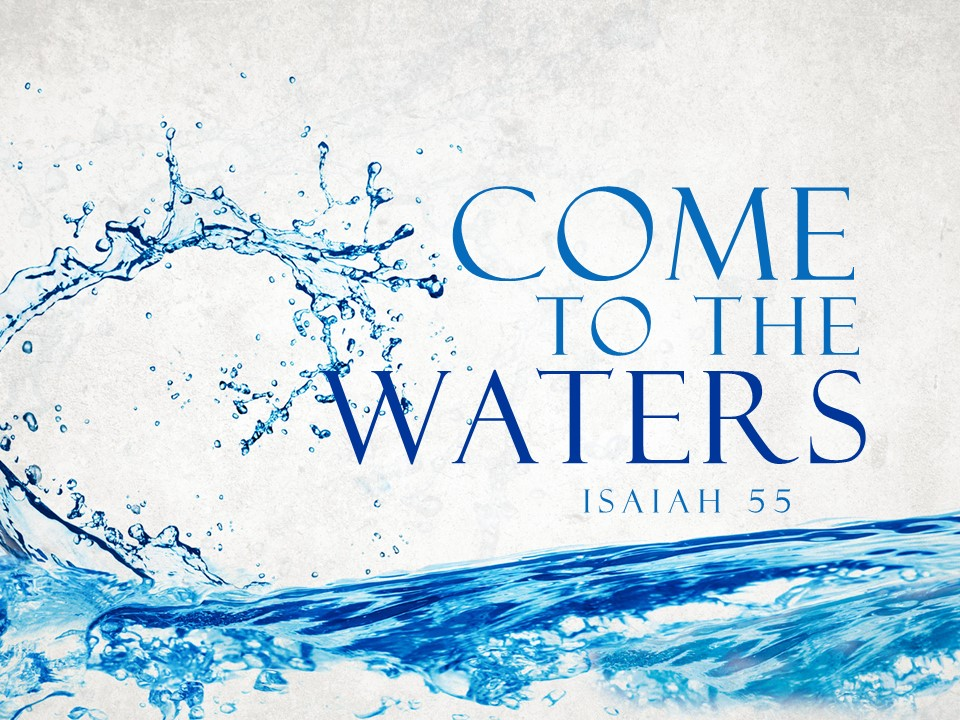 COME
TO THE
WATERS
ISAIAH 55